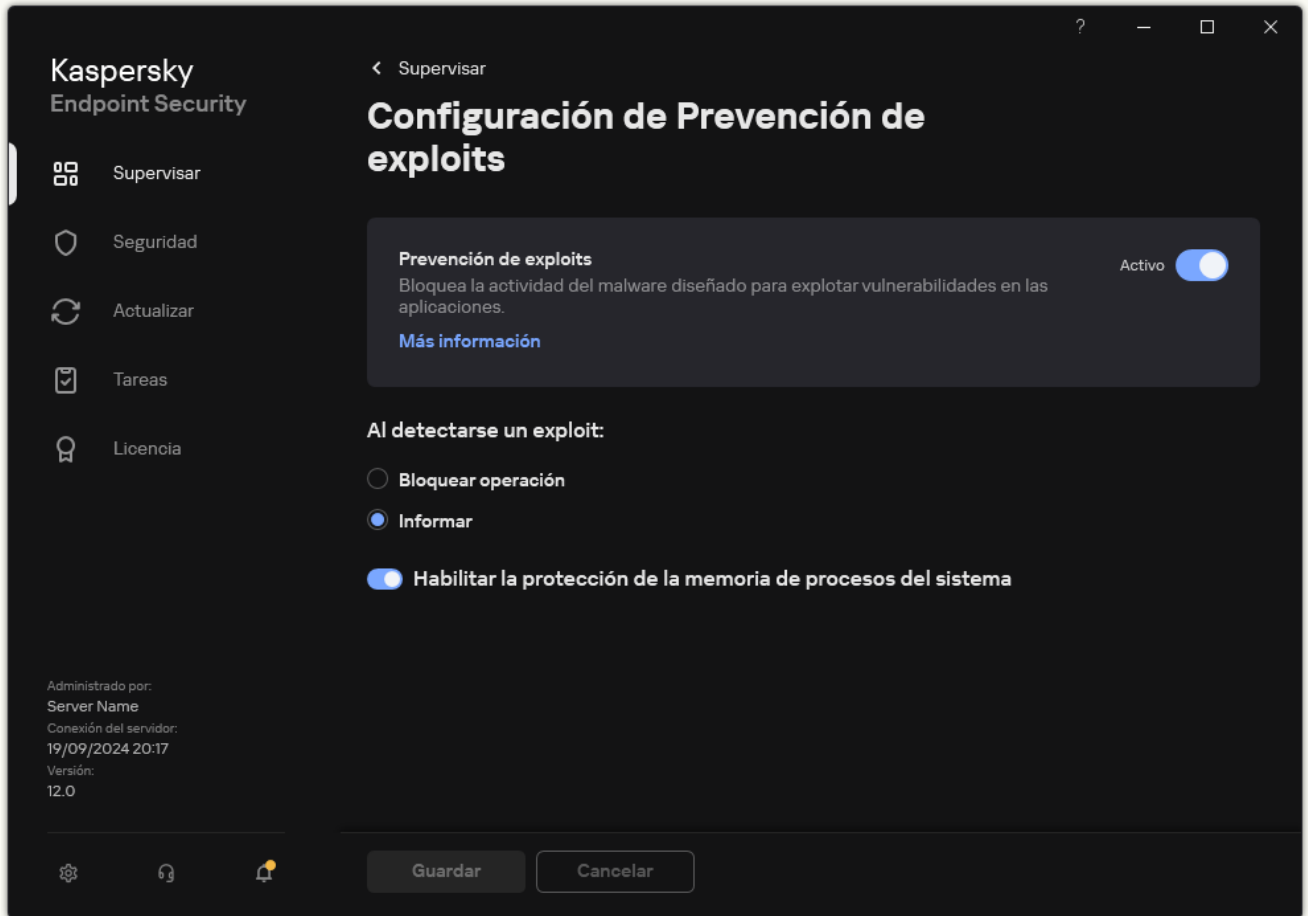 ?
Kaspersky
Endpoint Security
Supervisar
Seguridad
Actualizar
Tareas
Licencia
Administrado por:
Server Name
Conexión del servidor:
19/09/2024 20:17
Versión:
12.0
Supervisar
Configuración de Prevención de
exploits
Prevención de exploits
Bloquea la actividad del malware diseñado para explotar vulnerabilidades en las
aplicaciones.
Más información
Activo
Al detectarse un exploit:
Bloquear operación
Informar
Habilitar la protección de la memoria de procesos del sistema
Guardar
Cancelar